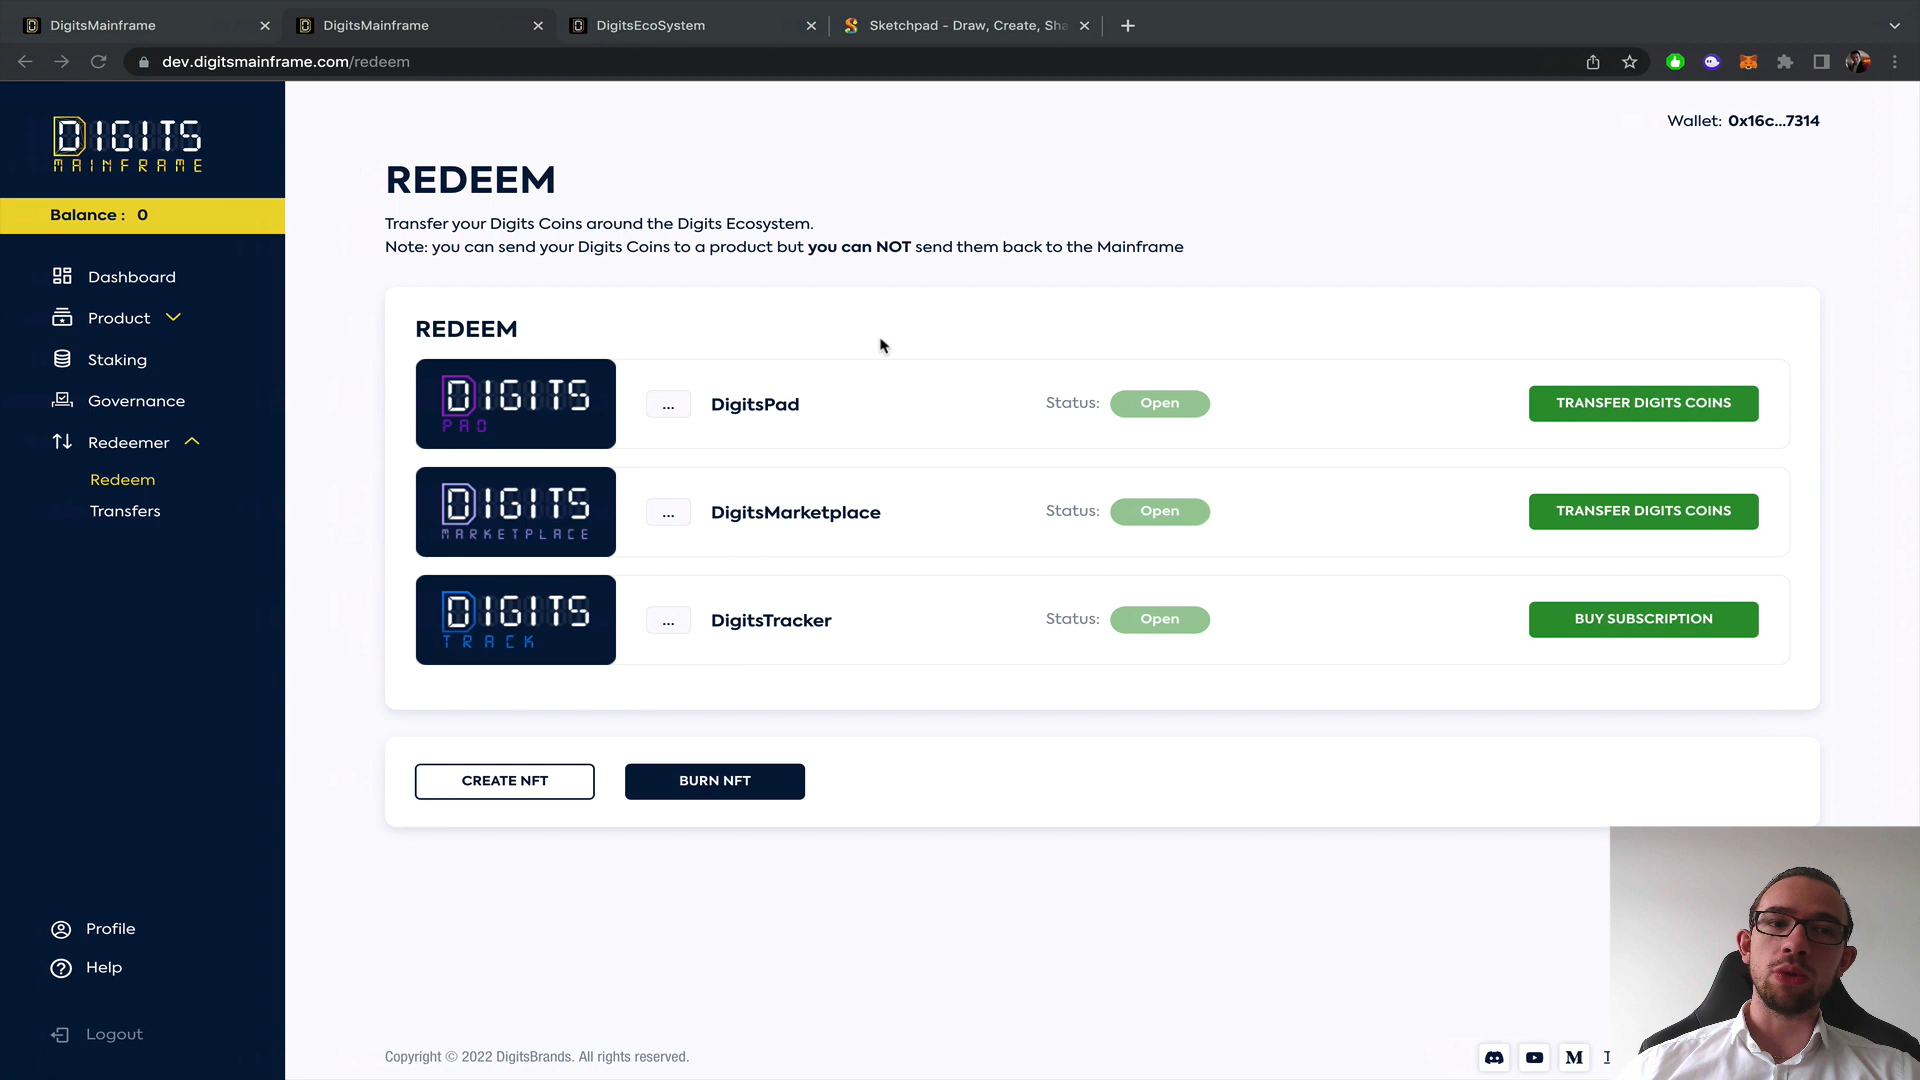 DigitsMainframe
DigitsMainframe
DigitsEcoSystem
Sketchpad - Draw, Create, Sha
dev.digitsmainframe.com/redeem
DIGITS
MAINFRAME
Wallet: 0x16c...7314
Balance : 0
REDEEM
Transfer your Digits Coins around the Digits Ecosystem.
Note: you can send your Digits Coins to a product but you can NOT send them back to the Mainframe
Dashboard
Product
Staking
Governance
Redeemer
Redeem
Transfers
REDEEM
DIGITS
PAD
...
DigitsPad
Status: Open
TRANSFER DIGITS COINS
DIGITS
MARKETPLACE
...
DigitsMarketplace
Status: Open
TRANSFER DIGITS COINS
DIGITS
TRACK
...
DigitsTracker
Status: Open
BUY SUBSCRIPTION
CREATE NFT
BURN NFT
Profile
Help
Logout
Copyright © 2022 DigitsBrands. All rights reserved.